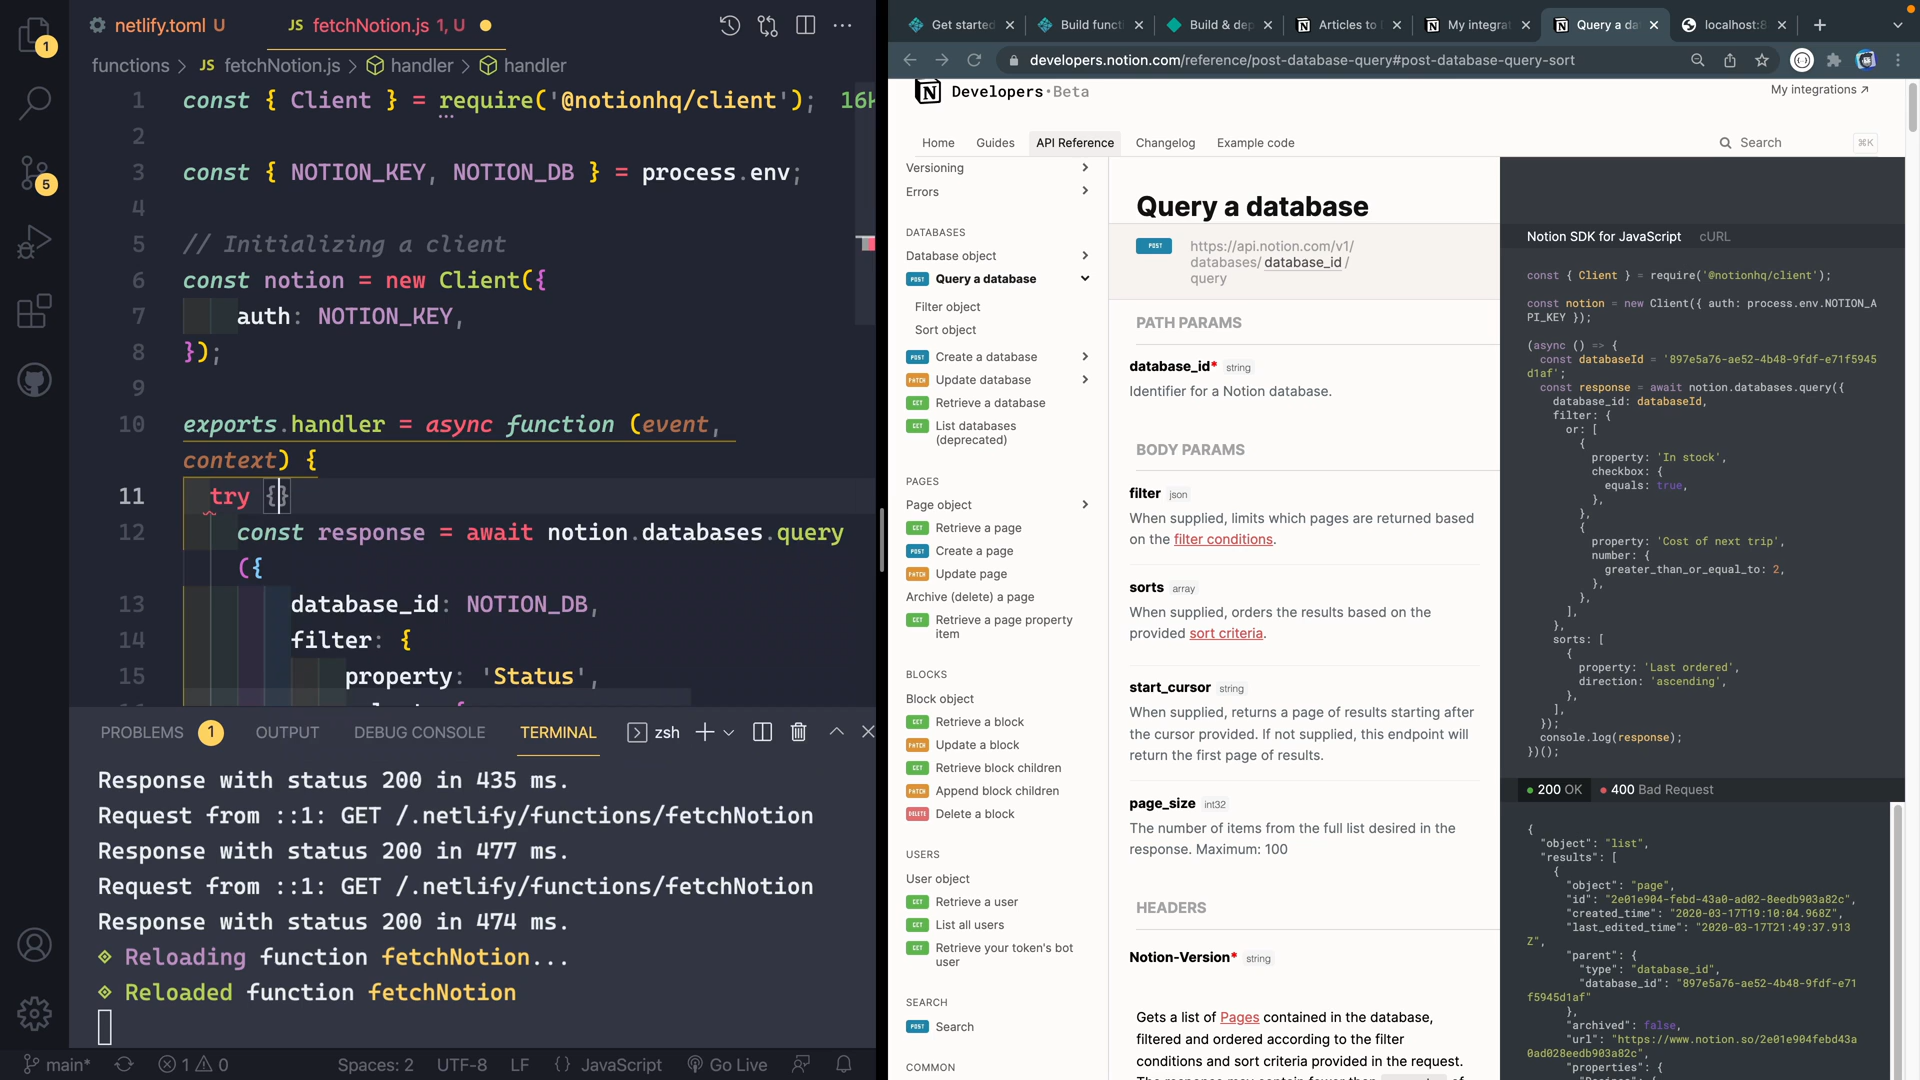 netlify.toml U
JS fetchNotion.js 1, U
functions > JS fetchNotion.js > handler > handler
1 const { Client } = require('@notionhq/client'); 16K
2
3 const { NOTION_KEY, NOTION_DB } = process.env;
4
5 // Initializing a client
6 const notion = new Client({
7 auth: NOTION_KEY,
8 });
9
10 exports.handler = async function (event,
context) {
11 try {}
12 const response = await notion.databases.query
({
13 database_id: NOTION_DB,
14 filter: {
15 property: 'Status',
PROBLEMS 1 OUTPUT DEBUG CONSOLE TERMINAL zsh
Response with status 200 in 435 ms.
Request from ::1: GET /.netlify/functions/fetchNotion
Response with status 200 in 477 ms.
Request from ::1: GET /.netlify/functions/fetchNotion
Response with status 200 in 474 ms.
Reloading function fetchNotion...
Reloaded function fetchNotion
main* 1 0 Spaces: 2 UTF-8 LF {} JavaScript Go Live
1
5
Get started
Build funct
Build & dep
Articles to
My integrat
Query a da
localhost:8
developers.notion.com/reference/post-database-query#post-database-query-sort
Developers • Beta
My integrations ↗
Home Guides API Reference Changelog Example code Search ⌘K
Versioning
Errors
DATABASES
Database object
POST Query a database
Filter object
Sort object
POST Create a database
PATCH Update database
GET Retrieve a database
GET List databases
(deprecated)
PAGES
Page object
GET Retrieve a page
POST Create a page
PATCH Update page
Archive (delete) a page
GET Retrieve a page property
item
BLOCKS
Block object
GET Retrieve a block
PATCH Update a block
GET Retrieve block children
PATCH Append block children
DELETE Delete a block
USERS
User object
GET Retrieve a user
GET List all users
GET Retrieve your token's bot
user
SEARCH
POST Search
COMMON
Query a database
POST https://api.notion.com/v1/
databases/ database_id /
query
PATH PARAMS
database_id* string
Identifier for a Notion database.
BODY PARAMS
filter json
When supplied, limits which pages are returned based
on the filter conditions.
sorts array
When supplied, orders the results based on the
provided sort criteria.
start_cursor string
When supplied, returns a page of results starting after
the cursor provided. If not supplied, this endpoint will
return the first page of results.
page_size int32
The number of items from the full list desired in the
response. Maximum: 100
HEADERS
Notion-Version* string
Gets a list of Pages contained in the database,
filtered and ordered according to the filter
conditions and sort criteria provided in the request.
Notion SDK for JavaScript cURL
const { Client } = require('@notionhq/client');
const notion = new Client({ auth: process.env.NOTION_A
PI_KEY });
(async () => {
const databaseId = '897e5a76-ae52-4b48-9fdf-e71f5945
d1af';
const response = await notion.databases.query({
database_id: databaseId,
filter: {
or: [
{
property: 'In stock',
checkbox: {
equals: true,
},
},
{
property: 'Cost of next trip',
number: {
greater_than_or_equal_to: 2,
},
},
],
},
sorts: [
{
property: 'Last ordered',
direction: 'ascending',
},
],
});
console.log(response);
})();
200 OK 400 Bad Request
{
"object": "list",
"results": [
{
"object": "page",
"id": "2e01e904-febd-43a0-ad02-8eedb903a82c",
"created_time": "2020-03-17T19:10:04.968Z",
"last_edited_time": "2020-03-17T21:49:37.913
Z",
"parent": {
"type": "database_id",
"database_id": "897e5a76-ae52-4b48-9fdf-e71
f5945d1af"
},
"archived": false,
"url": "https://www.notion.so/2e01e904febd43a
0ad028eedb903a82c",
"properties": {